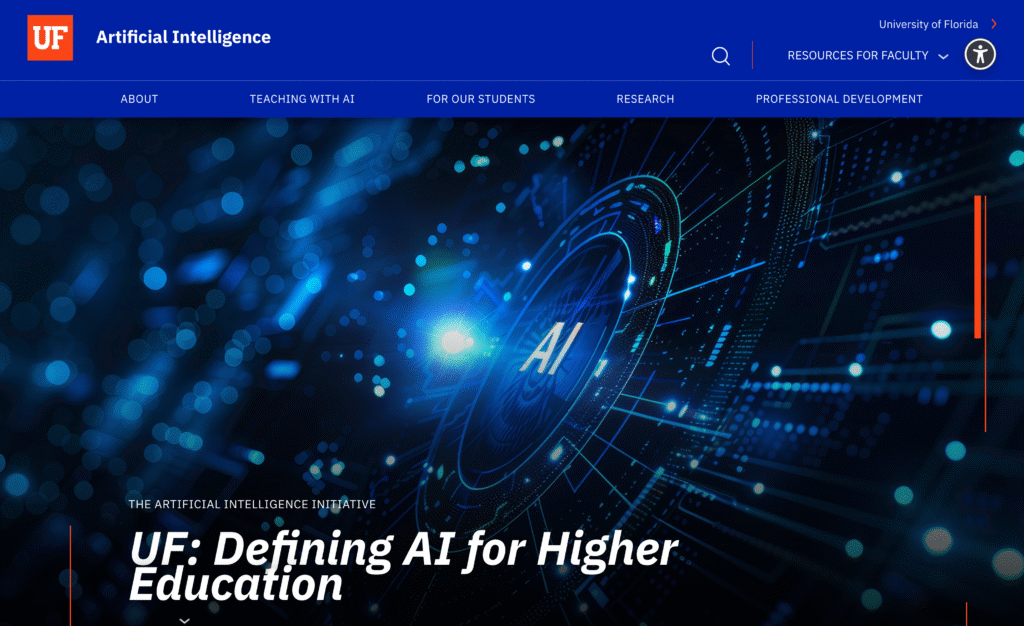 UF
Artificial Intelligence
University of Florida
RESOURCES FOR FACULTY
ABOUT
TEACHING WITH AI
FOR OUR STUDENTS
RESEARCH
PROFESSIONAL DEVELOPMENT
AI
THE ARTIFICIAL INTELLIGENCE INITIATIVE
UF: Defining AI for Higher
Education